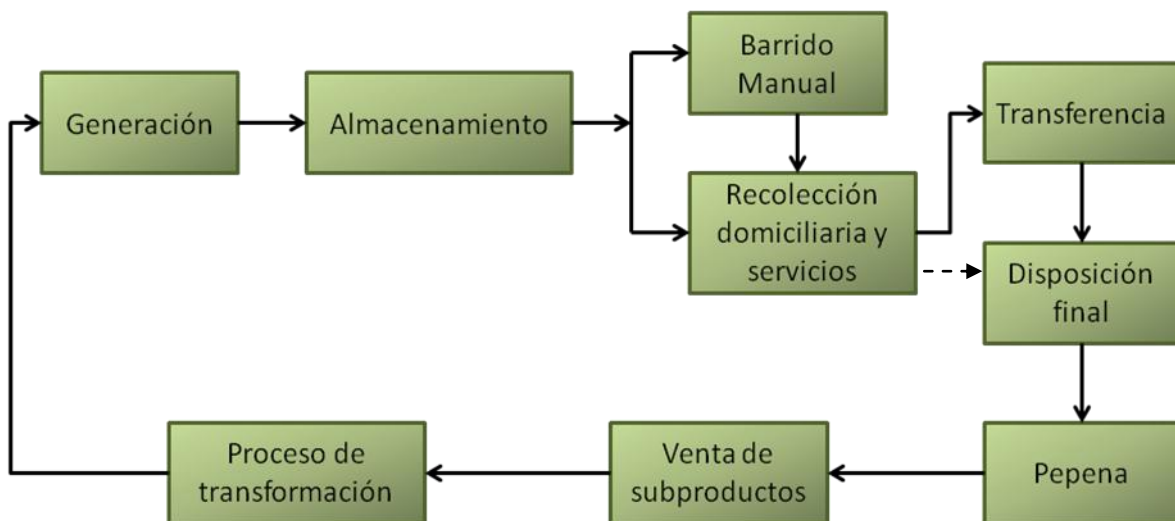 Generación
Almacenamiento
Barrido
Manual
Recolección
domiciliaria y
servicios
Transferencia
Disposición
final
Pepena
Venta de
subproductos
Proceso de
transformación